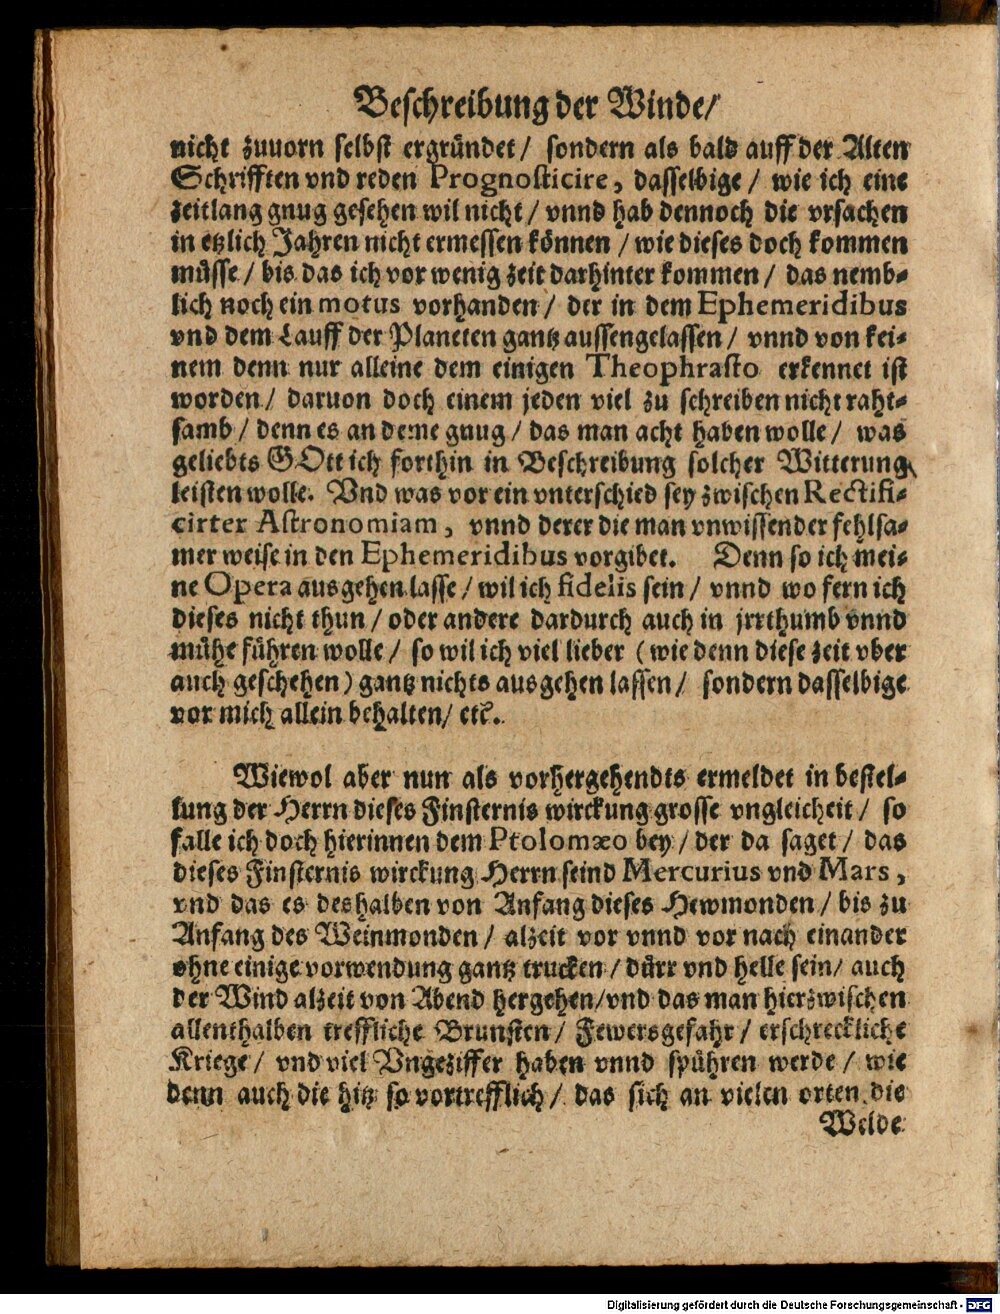 Beschreibung der Winde/
nicht zuuorn selbst ergründet/ sondern als bald auff der Alten
Schrifften vnd reden Prognosticire, dasselbige/ wie ich eine
zeitlang gnug gesehen wil nicht/ vnnd hab dennoch die vrsachen
in etzlich Jahren nicht ermessen können/ wie dieses doch kommen
müsse/ bis das ich vor wenig zeit darhinter kommen/ das nemb-
lich noch ein motus vorhanden/ der in dem Ephemeridibus
vnd dem Lauff der Planeten gantz aussengelassen/ vnnd von kei-
nem denn nur alleine dem einigen Theophrasto erkennet ist
worden/ daruon doch einem jeden viel zu schreiben nicht raht-
samb/ denn es an deme gnug/ das man acht haben wolle/ was
geliebts GOtt ich forthin in Beschreibung solcher Witterung
leisten wolle. Vnd was vor ein vnterschied sey zwischen Rectifi-
cirter Astronomiam, vnnd derer die man vnwissender fehlsa-
mer weise in den Ephemeridibus vorgibet. Denn so ich mei-
ne Opera ausgehen lasse/ wil ich fidelis sein/ vnnd wo fern ich
dieses nicht thun/ oder andere dardurch auch in jrrthumb vnnd
mühe führen wolle/ so wil ich viel lieber (wie denn diese zeit vber
auch geschehen) gantz nichts ausgehen lassen/ sondern dasselbige
vor mich allein behalten/ etc.
Wiewol aber nun als vorhergehendts ermeldet in bestel-
lung der Herrn dieses Finsternis wirckung grosse vngleicheit/ so
falle ich doch hierinnen dem Ptolomæo bey/ der da saget/ das
dieses Finsternis wirckung Herrn seind Mercurius vnd Mars,
vnd das es deshalben von Anfang dieses Hewmonden/ bis zu
Anfang des Weinmonden/ alzeit vor vnnd vor nach einander
ohne einige vorwendung gantz trucken/ dürr vnd helle sein/ auch
der Wind alzeit von Abend hergehen/ vnd das man hierzwischen
allenthalben treffliche Brunsten/ Fewersgefahr/ erschreckliche
Kriege/ vnd viel Vngeziffer haben vnnd spühren werde/ wie
denn auch die hitz so vortrefflich/ das sich an vielen orten die
Welde
Digitalisierung gefördert durch die Deutsche Forschungsgemeinschaft - DFG